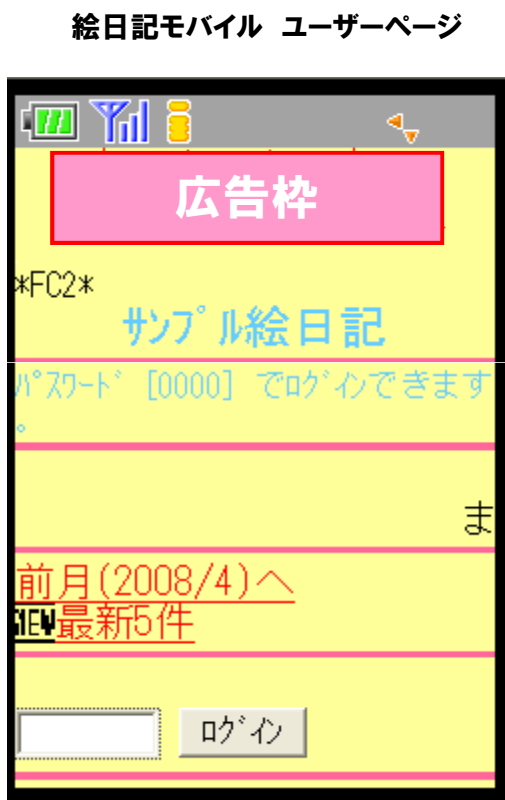 絵日記モバイル ユーザーページ
広告枠
*FC2*
ｻﾝﾌﾟﾙ絵日記
ﾊﾟｽﾜｰﾄﾞ [0000] でﾛｸﾞｲﾝできます
。
ま
前月(2008/4)へ
NEW最新5件
ﾛｸﾞｲﾝ